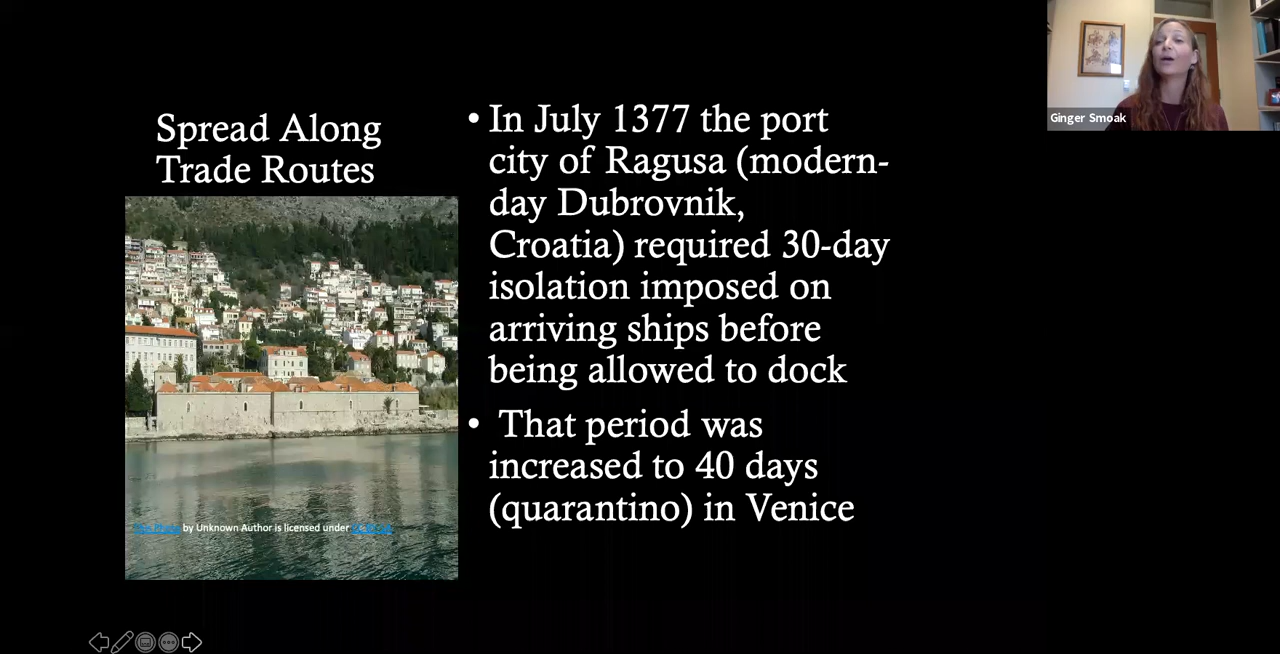 Spread Along
Trade Routes
• In July 1377 the port
city of Ragusa (modern-
day Dubrovnik,
Croatia) required 30-day
isolation imposed on
arriving ships before
being allowed to dock
• That period was
increased to 40 days
(quarantino) in Venice
by Unknown Author is licensed under
Ginger Smoak